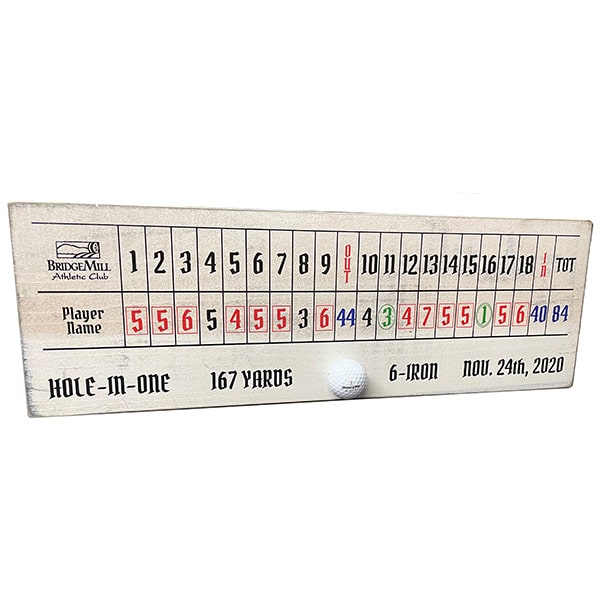 BRIDGEMILL
Athletic Club
1 2 3 4 5 6 7 8 9 OUT 10 11 12 13 14 15 16 17 18 In TOT
Player
Name
5 5 6 5 4 5 5 3 6 44 4 3 4 7 5 5 1 5 6 40 84
HOLE-IN-ONE 167 YARDS 6-IRON NOV. 24th, 2020